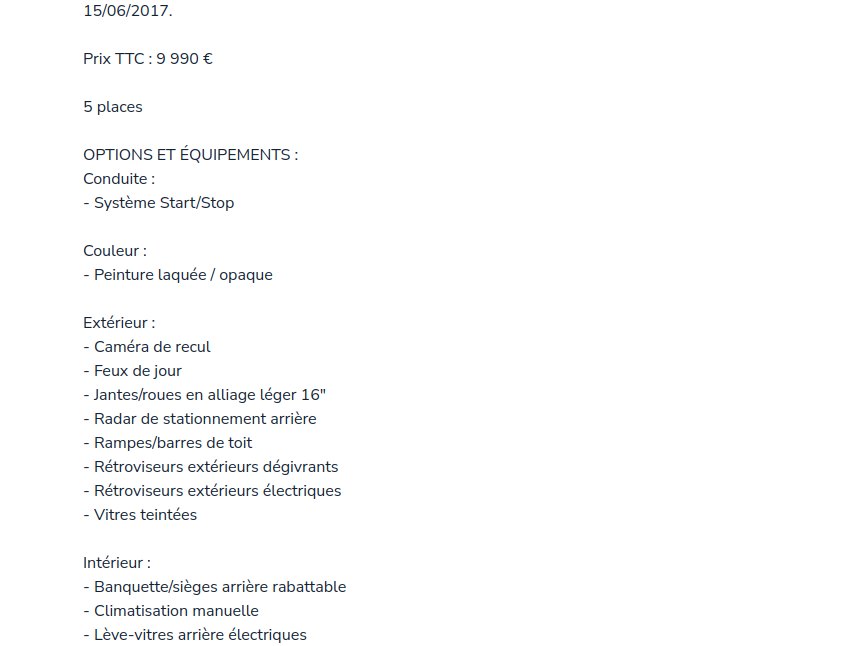 15/06/2017.
Prix TTC : 9 990 €
5 places
OPTIONS ET ÉQUIPEMENTS :
Conduite :
- Système Start/Stop
Couleur :
- Peinture laquée / opaque
Extérieur :
- Caméra de recul
- Feux de jour
- Jantes/roues en alliage léger 16"
- Radar de stationnement arrière
- Rampes/barres de toit
- Rétroviseurs extérieurs dégivrants
- Rétroviseurs extérieurs électriques
- Vitres teintées
Intérieur :
- Banquette/sièges arrière rabattable
- Climatisation manuelle
- Lève-vitres arrière électriques